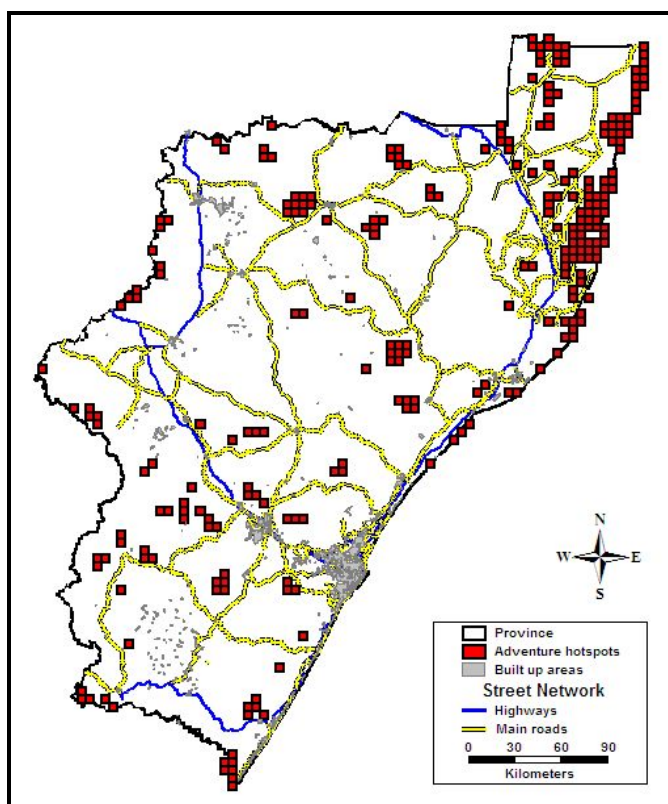 N
W E
S
Province
Adventure hotspots
Built up areas
Street Network
Highways
Main roads
0 30 60 90
Kilometers